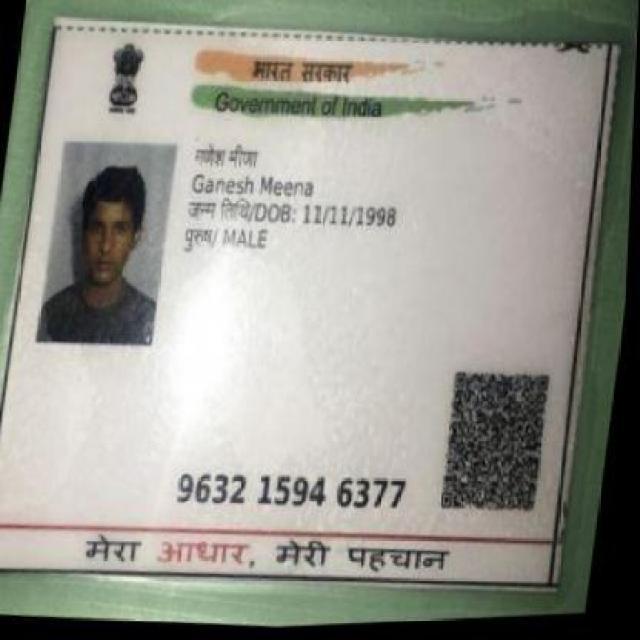 भारत सरकार
Government of India
गणेश मीणा
Ganesh Meena
जन्म तिथि/DOB: 11/11/1998
पुरुष/ MALE
9632 1594 6377
मेरा आधार, मेरी पहचान